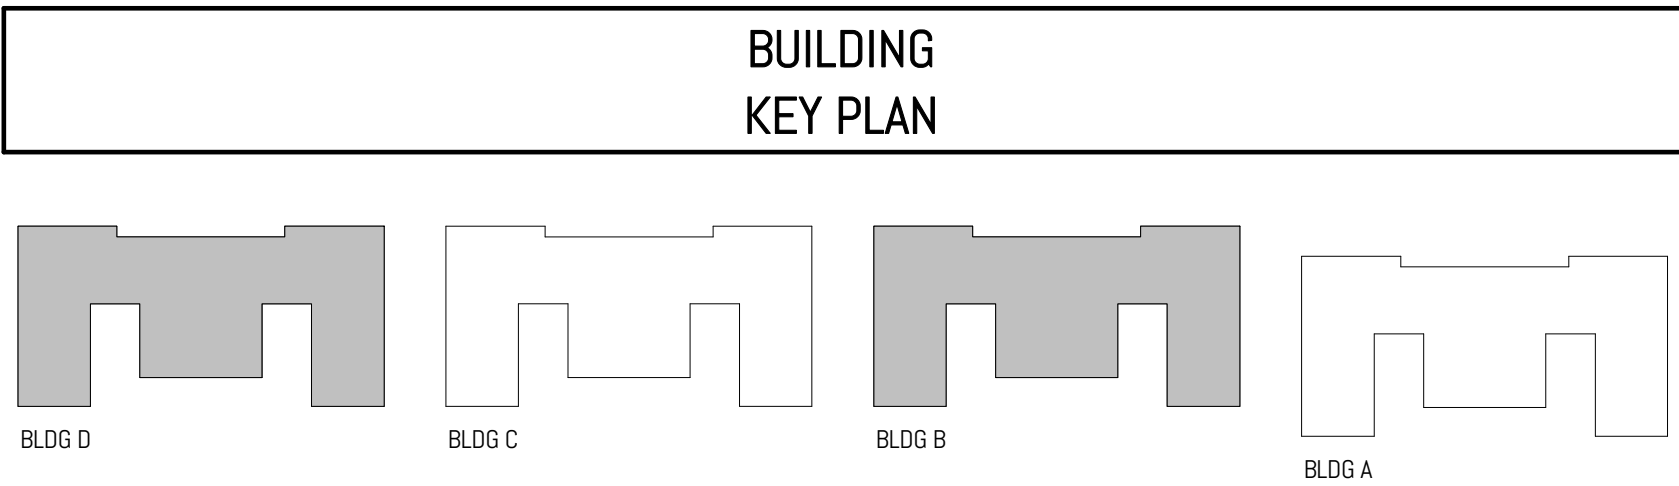 BUILDING
KEY PLAN
BLDG D
BLDG C
BLDG B
BLDG A